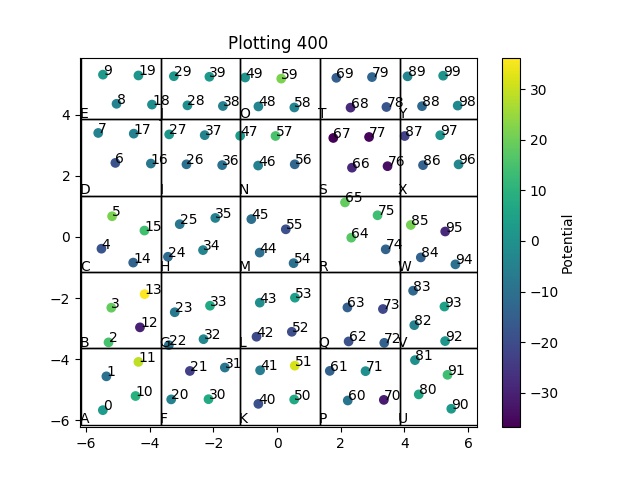 Plotting 400
9 19 29 39 49 59 69 79 89 99
8 18 28 38 48 58 68 78 88 98
E O T Y
7 17 27 37 47 57 67 77 87 97
6 16 26 36 46 56 66 76 86 96
D I N S X
5 15 25 35 45 55 65 75 85 95
4 14 24 34 44 54 64 74 84 94
C H M R W
3 13 23 33 43 53 63 73 83 93
2 12 22 32 42 52 62 72 82 92
B G L Q V
1 11 21 31 41 51 61 71 81 91
0 10 20 30 40 50 60 70 80 90
A F K P U
4
2
0
−2
−4
−6
−6 −4 −2 0 2 4 6
30
20
10
0
−10
−20
−30
Potential